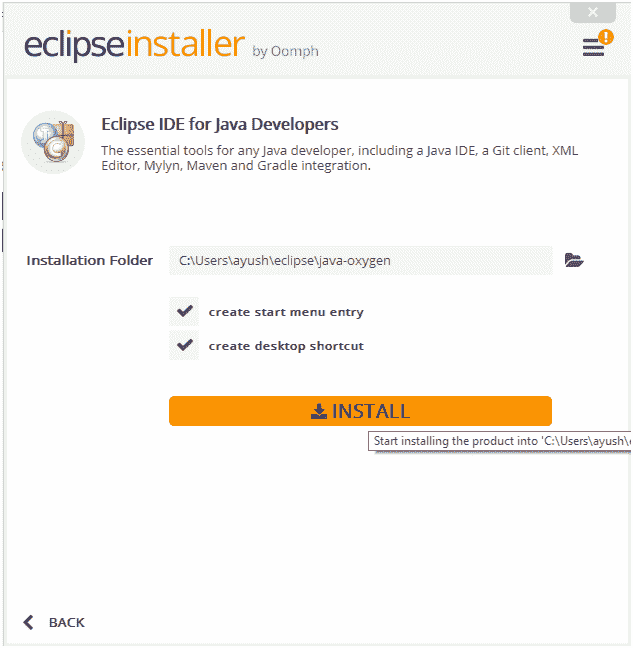 eclipseinstaller by Oomph
!
Eclipse IDE for Java Developers
The essential tools for any Java developer, including a Java IDE, a Git client, XML
Editor, Mylyn, Maven and Gradle integration.
Installation Folder C:\Users\ayush\eclipse\java-oxygen
create start menu entry
create desktop shortcut
INSTALL
Start installing the product into 'C:\Users\ayush\e
BACK